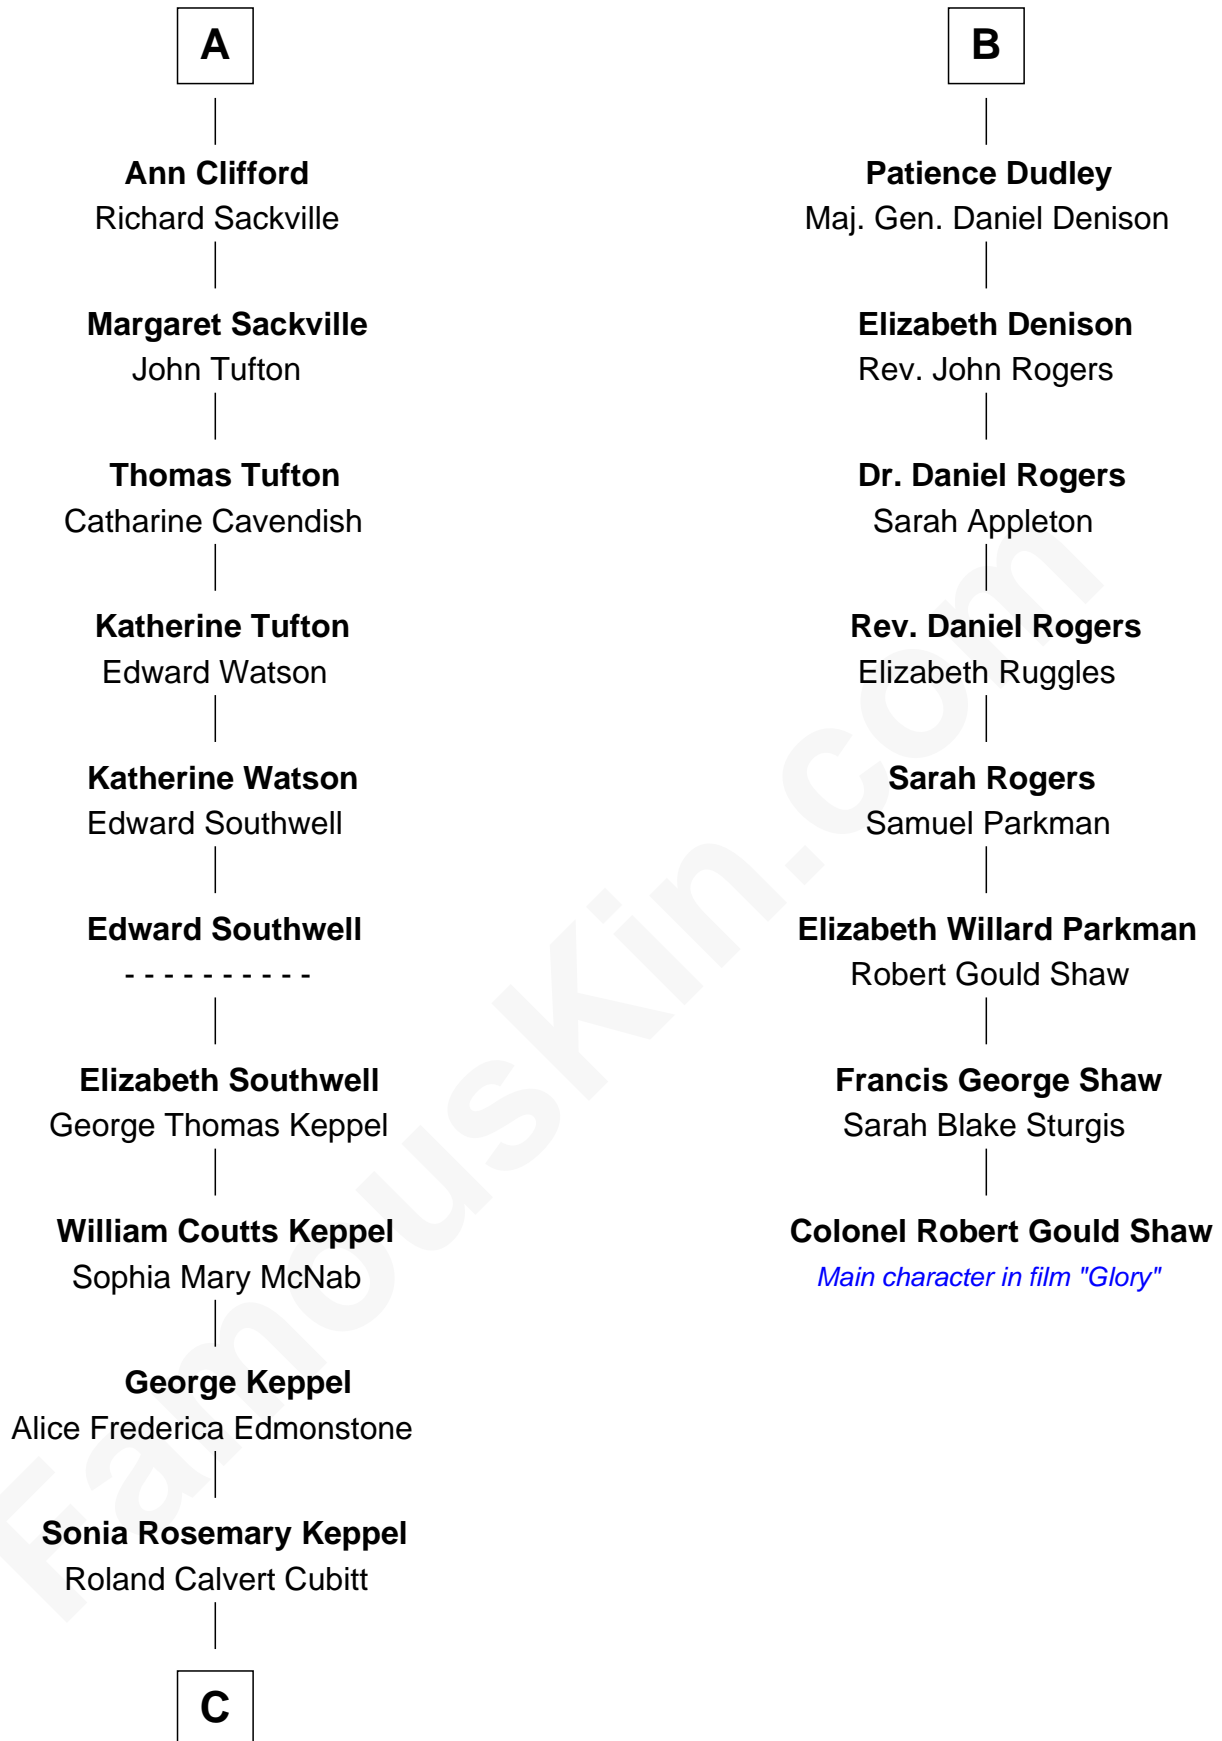 A
Ann Clifford
Richard Sackville
Margaret Sackville
John Tufton
Thomas Tufton
Catharine Cavendish
Katherine Tufton
Edward Watson
Katherine Watson
Edward Southwell
Edward Southwell
- - - - - - - - - -
Elizabeth Southwell
George Thomas Keppel
William Coutts Keppel
Sophia Mary McNab
George Keppel
Alice Frederica Edmonstone
Sonia Rosemary Keppel
Roland Calvert Cubitt
C
B
Patience Dudley
Maj. Gen. Daniel Denison
Elizabeth Denison
Rev. John Rogers
Dr. Daniel Rogers
Sarah Appleton
Rev. Daniel Rogers
Elizabeth Ruggles
Sarah Rogers
Samuel Parkman
Elizabeth Willard Parkman
Robert Gould Shaw
Francis George Shaw
Sarah Blake Sturgis
Colonel Robert Gould Shaw
Main character in film "Glory"
FamousKin.com